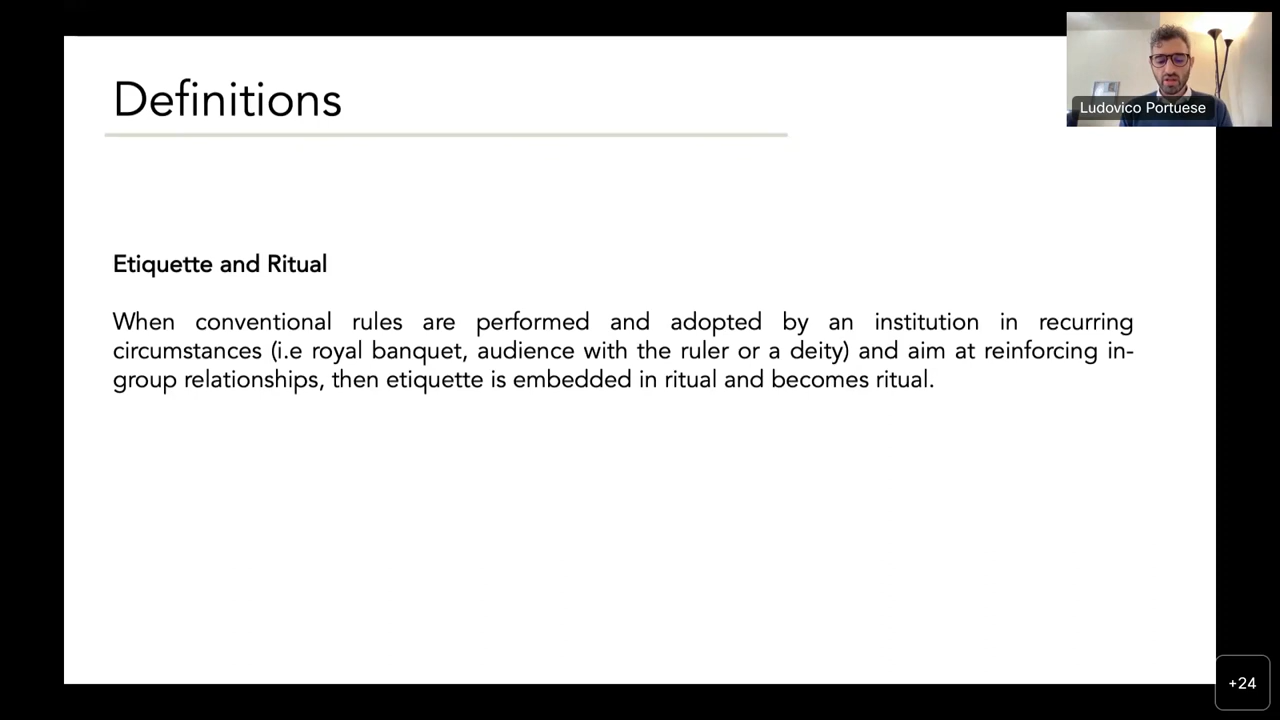 Definitions
Ludovico Portuese
Etiquette and Ritual
When conventional rules are performed and adopted by an institution in recurring
circumstances (i.e royal banquet, audience with the ruler or a deity) and aim at reinforcing in-
group relationships, then etiquette is embedded in ritual and becomes ritual.
+24